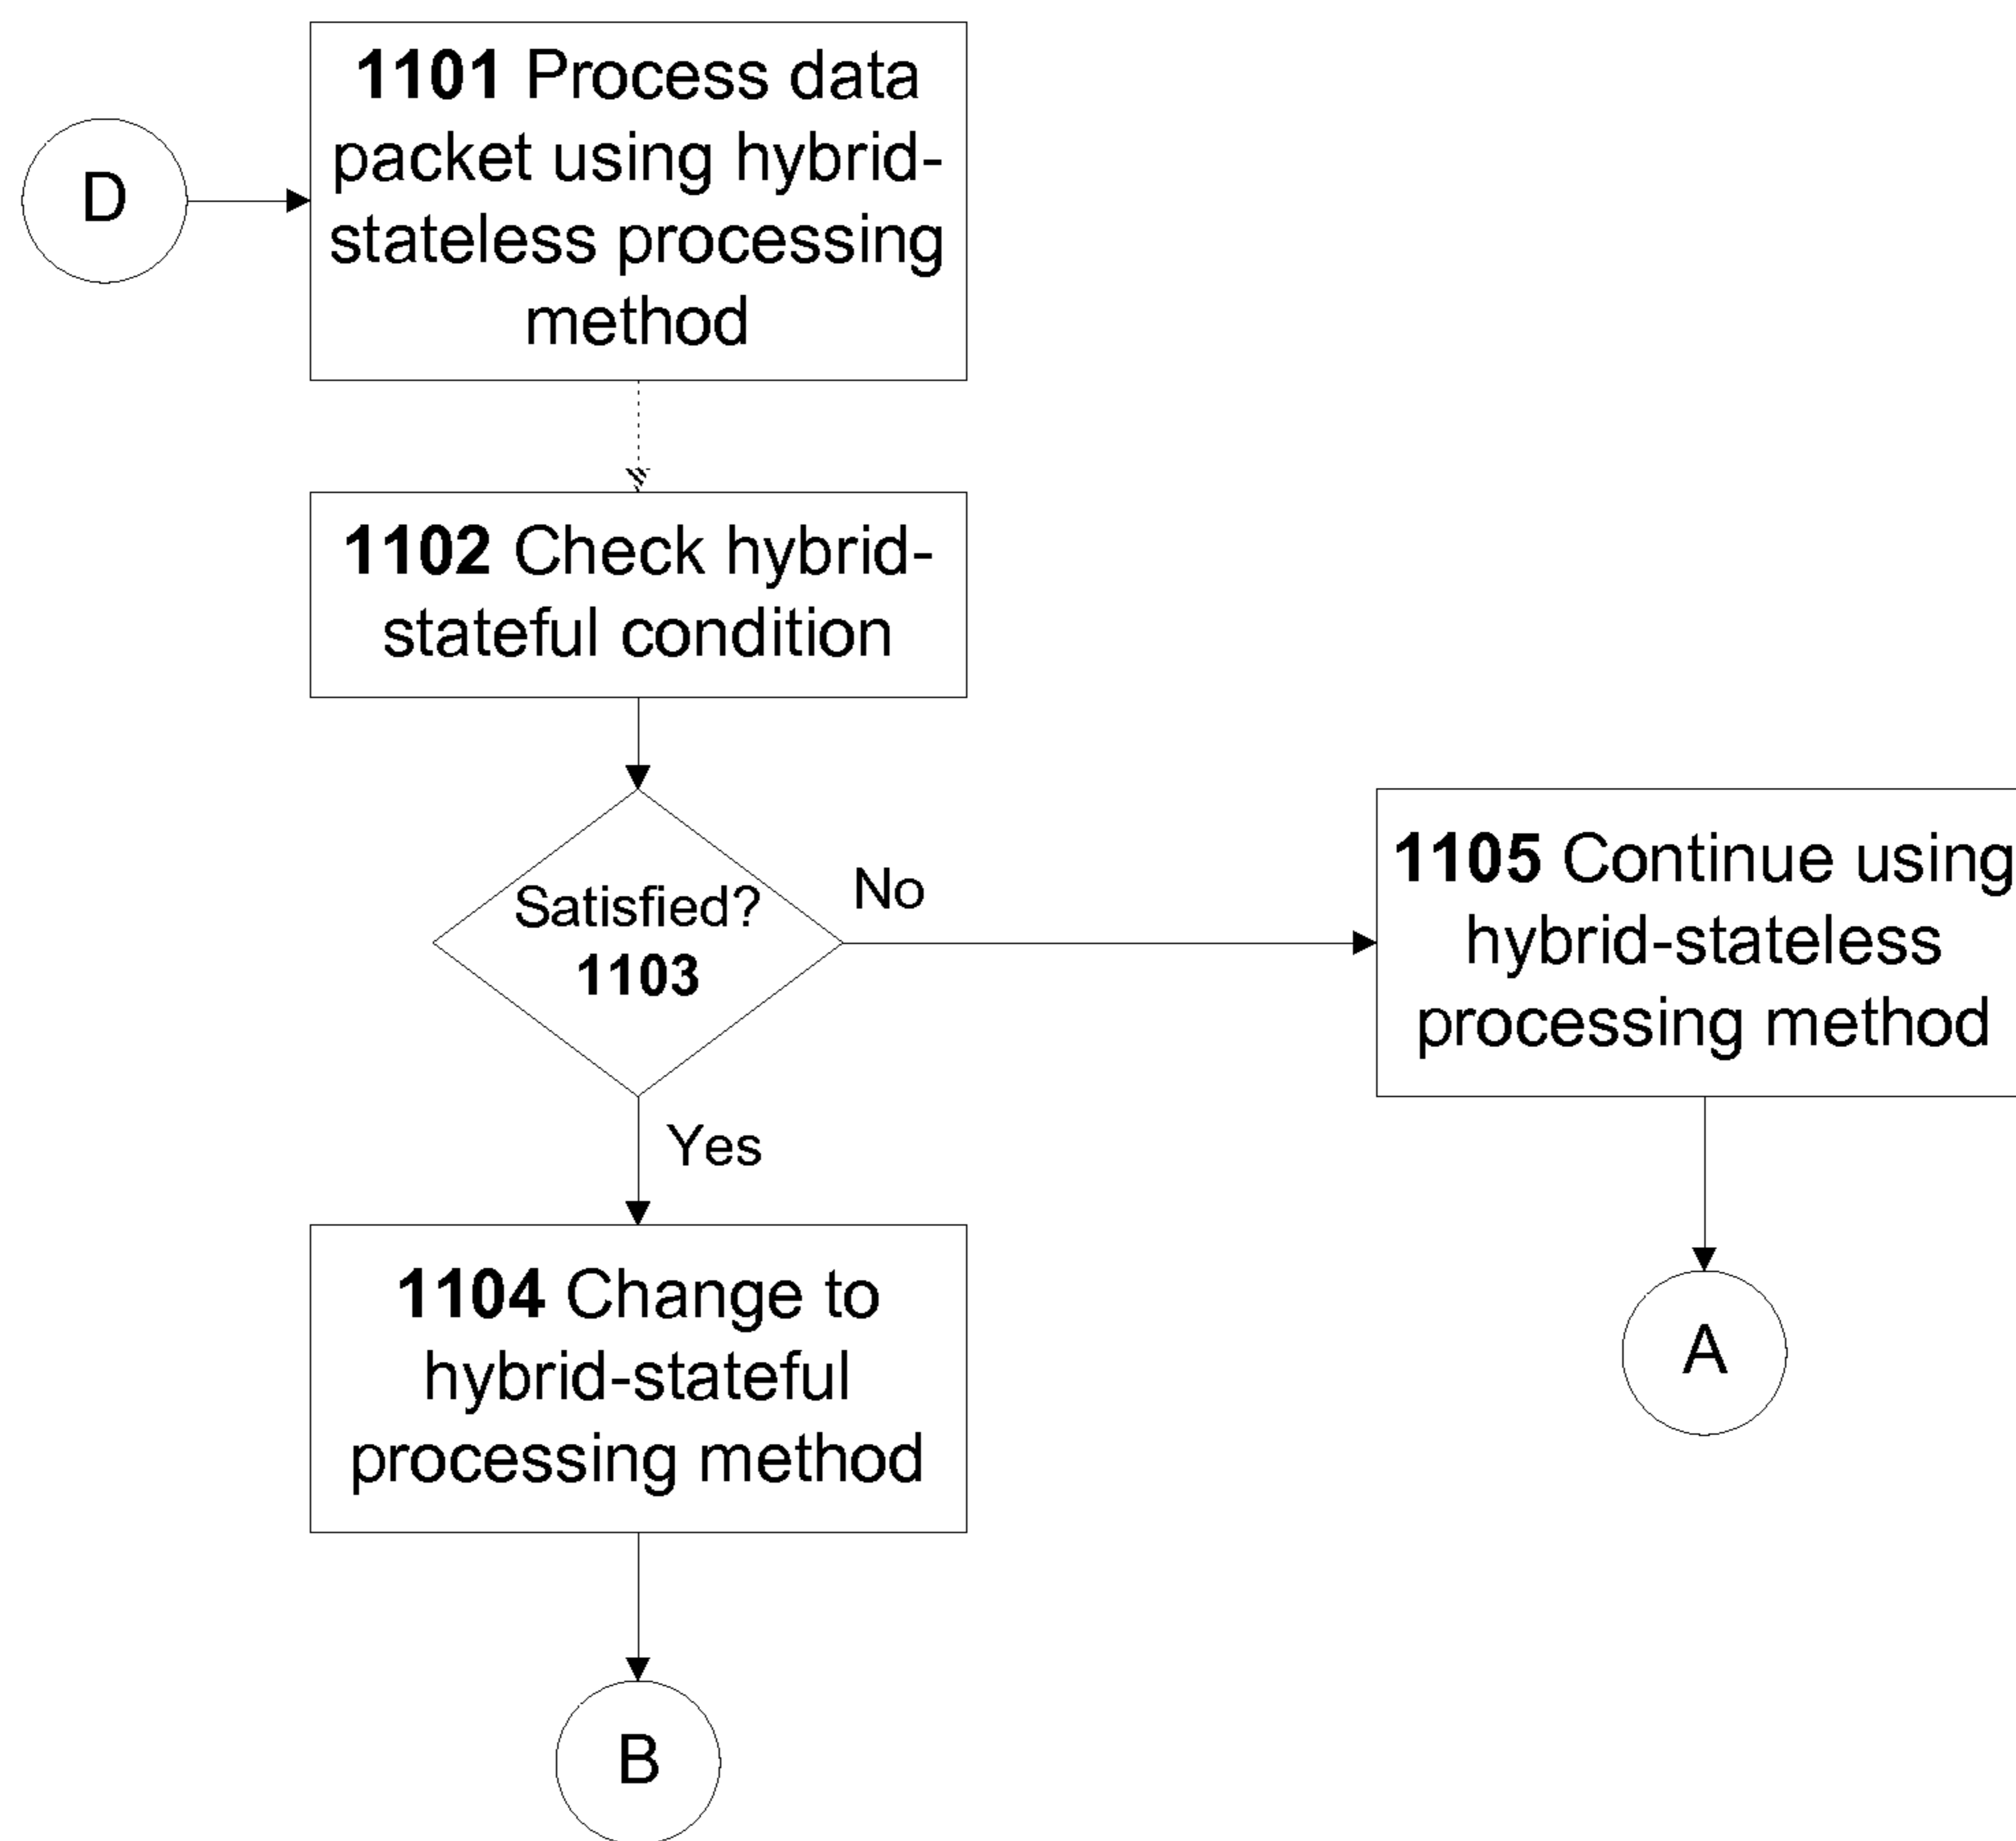 D
1101 Process data
packet using hybrid-
stateless processing
method
1102 Check hybrid-
stateful condition
Satisfied?
1103
No
1105 Continue using
hybrid-stateless
processing method
Yes
1104 Change to
hybrid-stateful
processing method
A
B